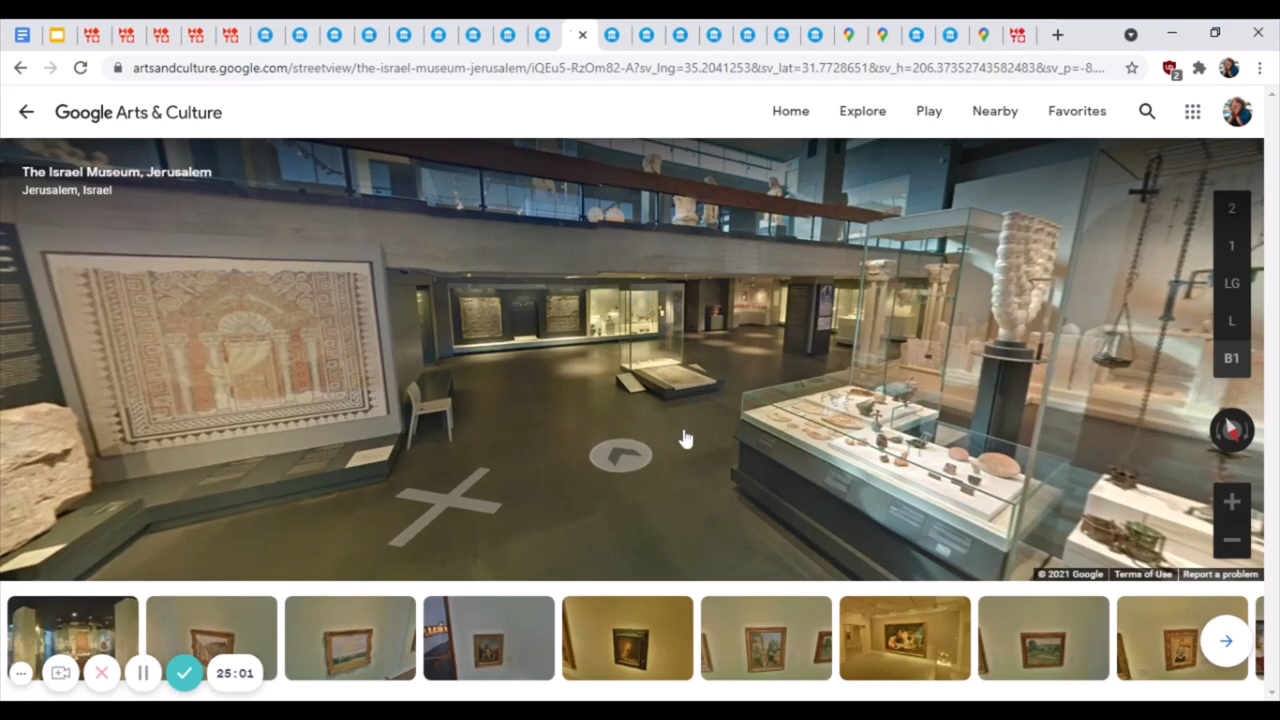 artsandculture.google.com/streetview/the-israel-museum-jerusalem/iQEu5-RzOm82-A?sv_lng=35.2041253&sv_lat=31.7728651&sv_h=206.37352743582483&sv_p=-8....
2
Google Arts & Culture
Home
Explore
Play
Nearby
Favorites
The Israel Museum, Jerusalem
Jerusalem, Israel
2
1
LG
L
B1
© 2021 Google
Terms of Use
Report a problem
25:01